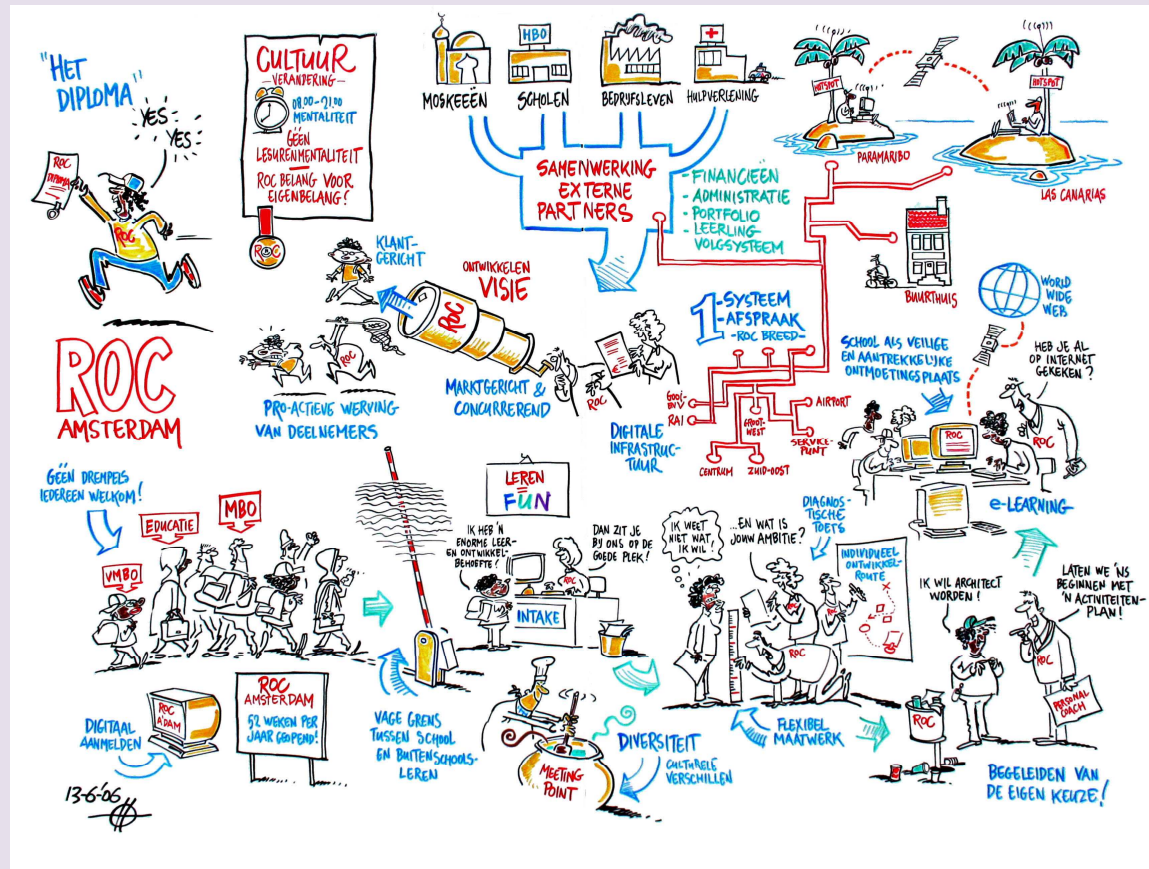 "HET
DIPLOMA"
YES
YES
ROC
DIPLOMA
ROC
ROC
AMSTERDAM
CULTUUR
-VERANDERING-
08.00-21.00
MENTALITEIT
GÉÉN
LESURENMENTALITEIT
ROC BELANG VOOR
EIGENBELANG!
ROC
MOSKEEËN
HBO
SCHOLEN
BEDRIJFSLEVEN
HULPVERLENING
SAMENWERKING
EXTERNE
PARTNERS
- FINANCIEËN
- ADMINISTRATIE
- PORTFOLIO
- LEERLING
VOLGSYSTEEM
HOTSPOT
PARAMARIBO
HOTSPOT
LAS CANARIAS
BUURTHUIS
WORLD
WIDE
WEB
KLANT-
GERICHT
ONTWIKKELEN
VISIE
ROC
ROC
PRO-ACTIEVE WERVING
VAN DEELNEMERS
MARKTGERICHT &
CONCURREREND
ROC
1-SYSTEEM
-AFSPRAAK
-ROC BREED-
DIGITALE
INFRASTRUC-
TUUR
GOOI-
EN V
RAI
CENTRUM
GROOT-
WEST
ZUID-OOST
AIRPORT
SERVICE-
PUNT
SCHOOL ALS VEILIGE
EN AANTREKKELIJKE
ONTMOETINGSPLAATS
HEB JE AL
OP INTERNET
GEKEKEN?
ROC
ROC
e-LEARNING
GÉÉN DREMPELS
IEDEREEN WELKOM!
VMBO
EDUCATIE
MBO
LEREN
=
FUN
IK HEB 'N
ENORME LEER-
EN ONTWIKKEL-
BEHOEFTE!
DAN ZIT JE
BIJ ONS OP DE
GOEDE PLEK!
ROC
INTAKE
IK WEET
NIET WAT
IK WIL!
...EN WAT IS
JOUW AMBITIE?
DIAGNOS-
TISCHE
TOETS
INDIVIDUEEL
ONTWIKKEL-
ROUTE
ROC
ROC
ROC
FLEXIBEL
MAATWERK
IK WIL ARCHITECT
WORDEN!
LATEN WE 'NS
BEGINNEN MET
'N ACTIVITEITEN-
PLAN!
ROC
PERSONAL
COACH
ROC
BEGELEIDEN VAN
DE EIGEN KEUZE!
DIGITAAL
AANMELDEN
ROC
A'DAM
ROC
AMSTERDAM
52 WEKEN PER
JAAR GEOPEND!
VAGE GRENS
TUSSEN SCHOOL
EN BUITENSCHOOLS-
LEREN
MEETING
POINT
DIVERSITEIT
CULTURELE
VERSCHILLEN
13-6-'06